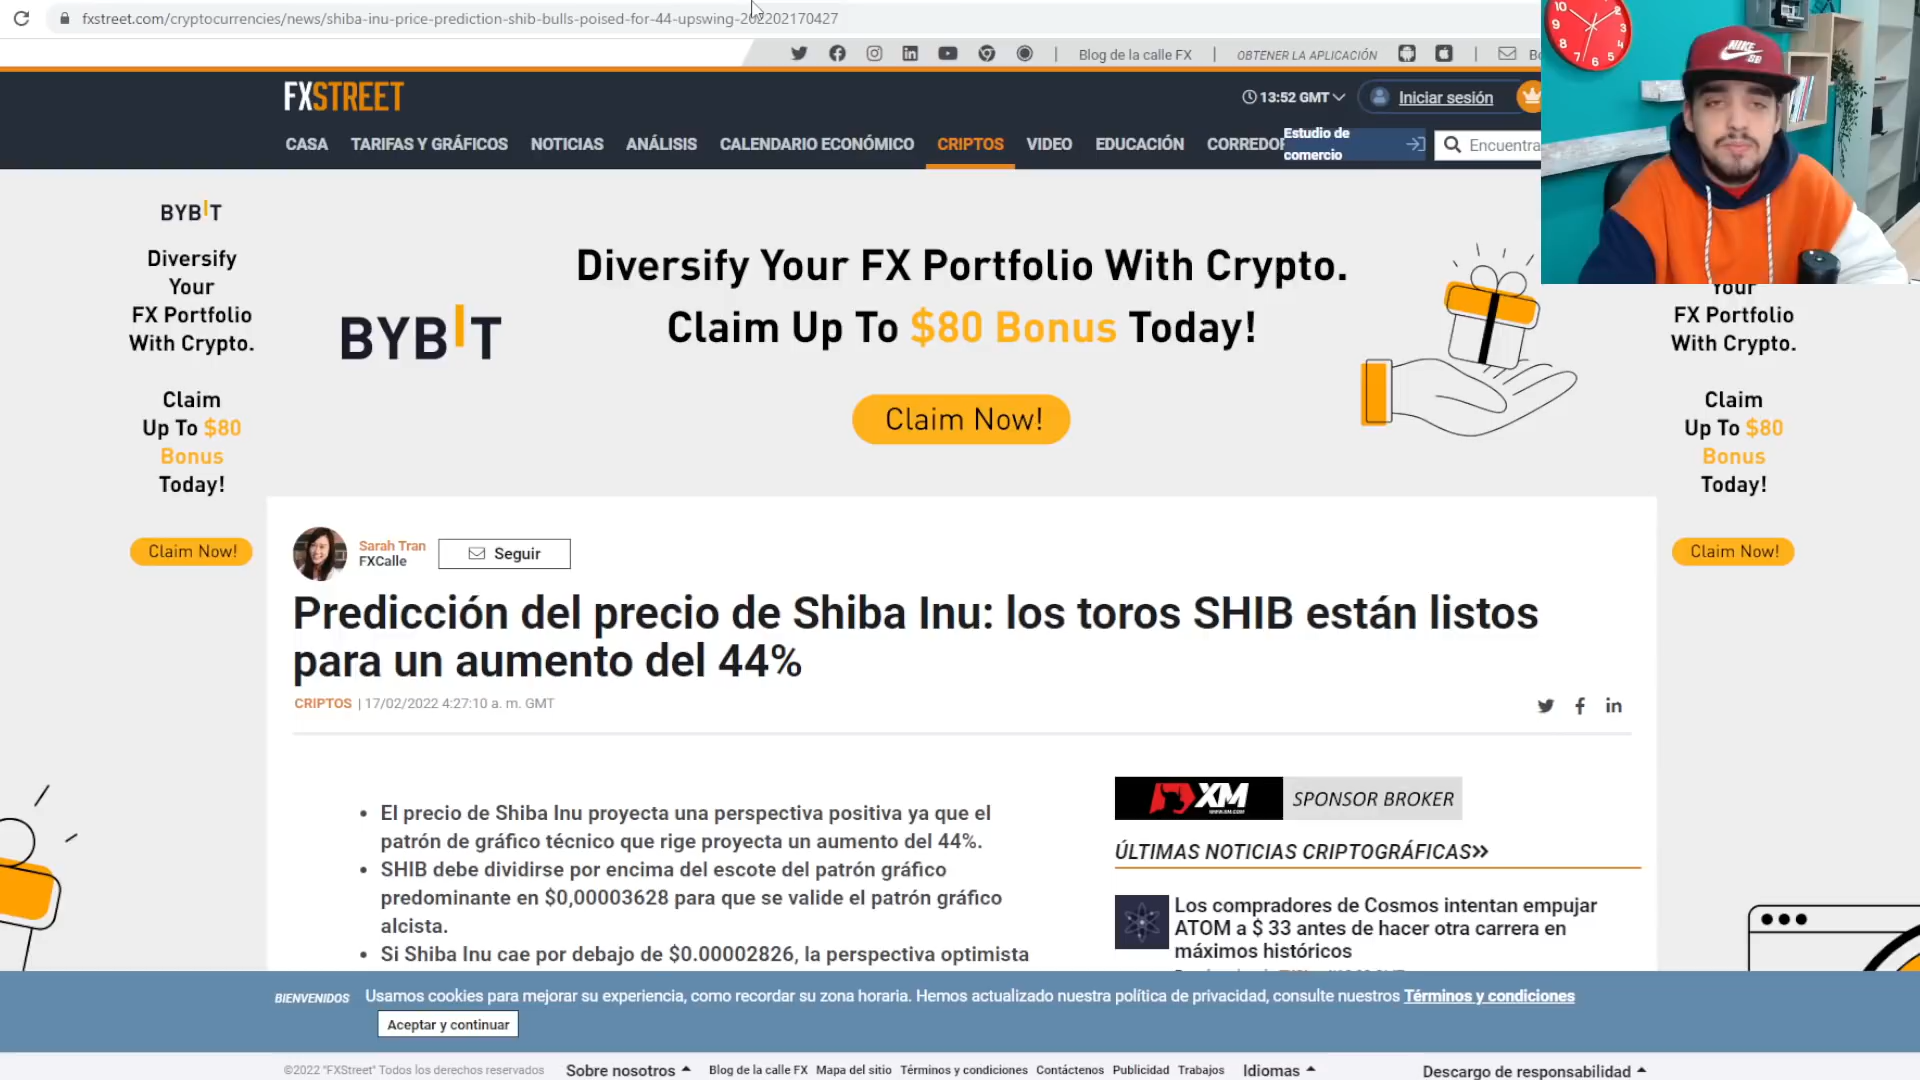 fxstreet.com/cryptocurrencies/news/shiba-inu-price-prediction-shib-bulls-poised-for-44-upswing-202202170427
Blog de la calle FX | OBTENER LA APLICACIÓN
FXSTREET
13:52 GMT
Iniciar sesión
CASA TARIFAS Y GRÁFICOS NOTICIAS ANÁLISIS CALENDARIO ECONÓMICO CRIPTOS VIDEO EDUCACIÓN
Estudio de
comercio
Encuentra
NIKE
SB
BYBIT
Diversify
Your
FX Portfolio
With Crypto.
Claim
Up To $80
Bonus
Today!
Claim Now!
BYBIT
Diversify Your FX Portfolio With Crypto.
Claim Up To $80 Bonus Today!
Claim Now!
Your
FX Portfolio
With Crypto.
Claim
Up To $80
Bonus
Today!
Claim Now!
Sarah Tran
FXCalle
Seguir
Predicción del precio de Shiba Inu: los toros SHIB están listos
para un aumento del 44%
CRIPTOS | 17/02/2022 4:27:10 a. m. GMT
• El precio de Shiba Inu proyecta una perspectiva positiva ya que el
patrón de gráfico técnico que rige proyecta un aumento del 44%.
• SHIB debe dividirse por encima del escote del patrón gráfico
predominante en $0,00003628 para que se valide el patrón gráfico
alcista.
• Si Shiba Inu cae por debajo de $0.00002826, la perspectiva optimista
XM
WWW.XM.COM
SPONSOR BROKER
ÚLTIMAS NOTICIAS CRIPTOGRÁFICAS>>
Los compradores de Cosmos intentan empujar
ATOM a $ 33 antes de hacer otra carrera en
máximos históricos
BIENVENIDOS Usamos cookies para mejorar su experiencia, como recordar su zona horaria. Hemos actualizado nuestra política de privacidad, consulte nuestros Términos y condiciones
Aceptar y continuar
©2022 "FXStreet" Todos los derechos reservados Sobre nosotros Blog de la calle FX Mapa del sitio Términos y condiciones Contáctenos Publicidad Trabajos Idiomas Descargo de responsabilidad